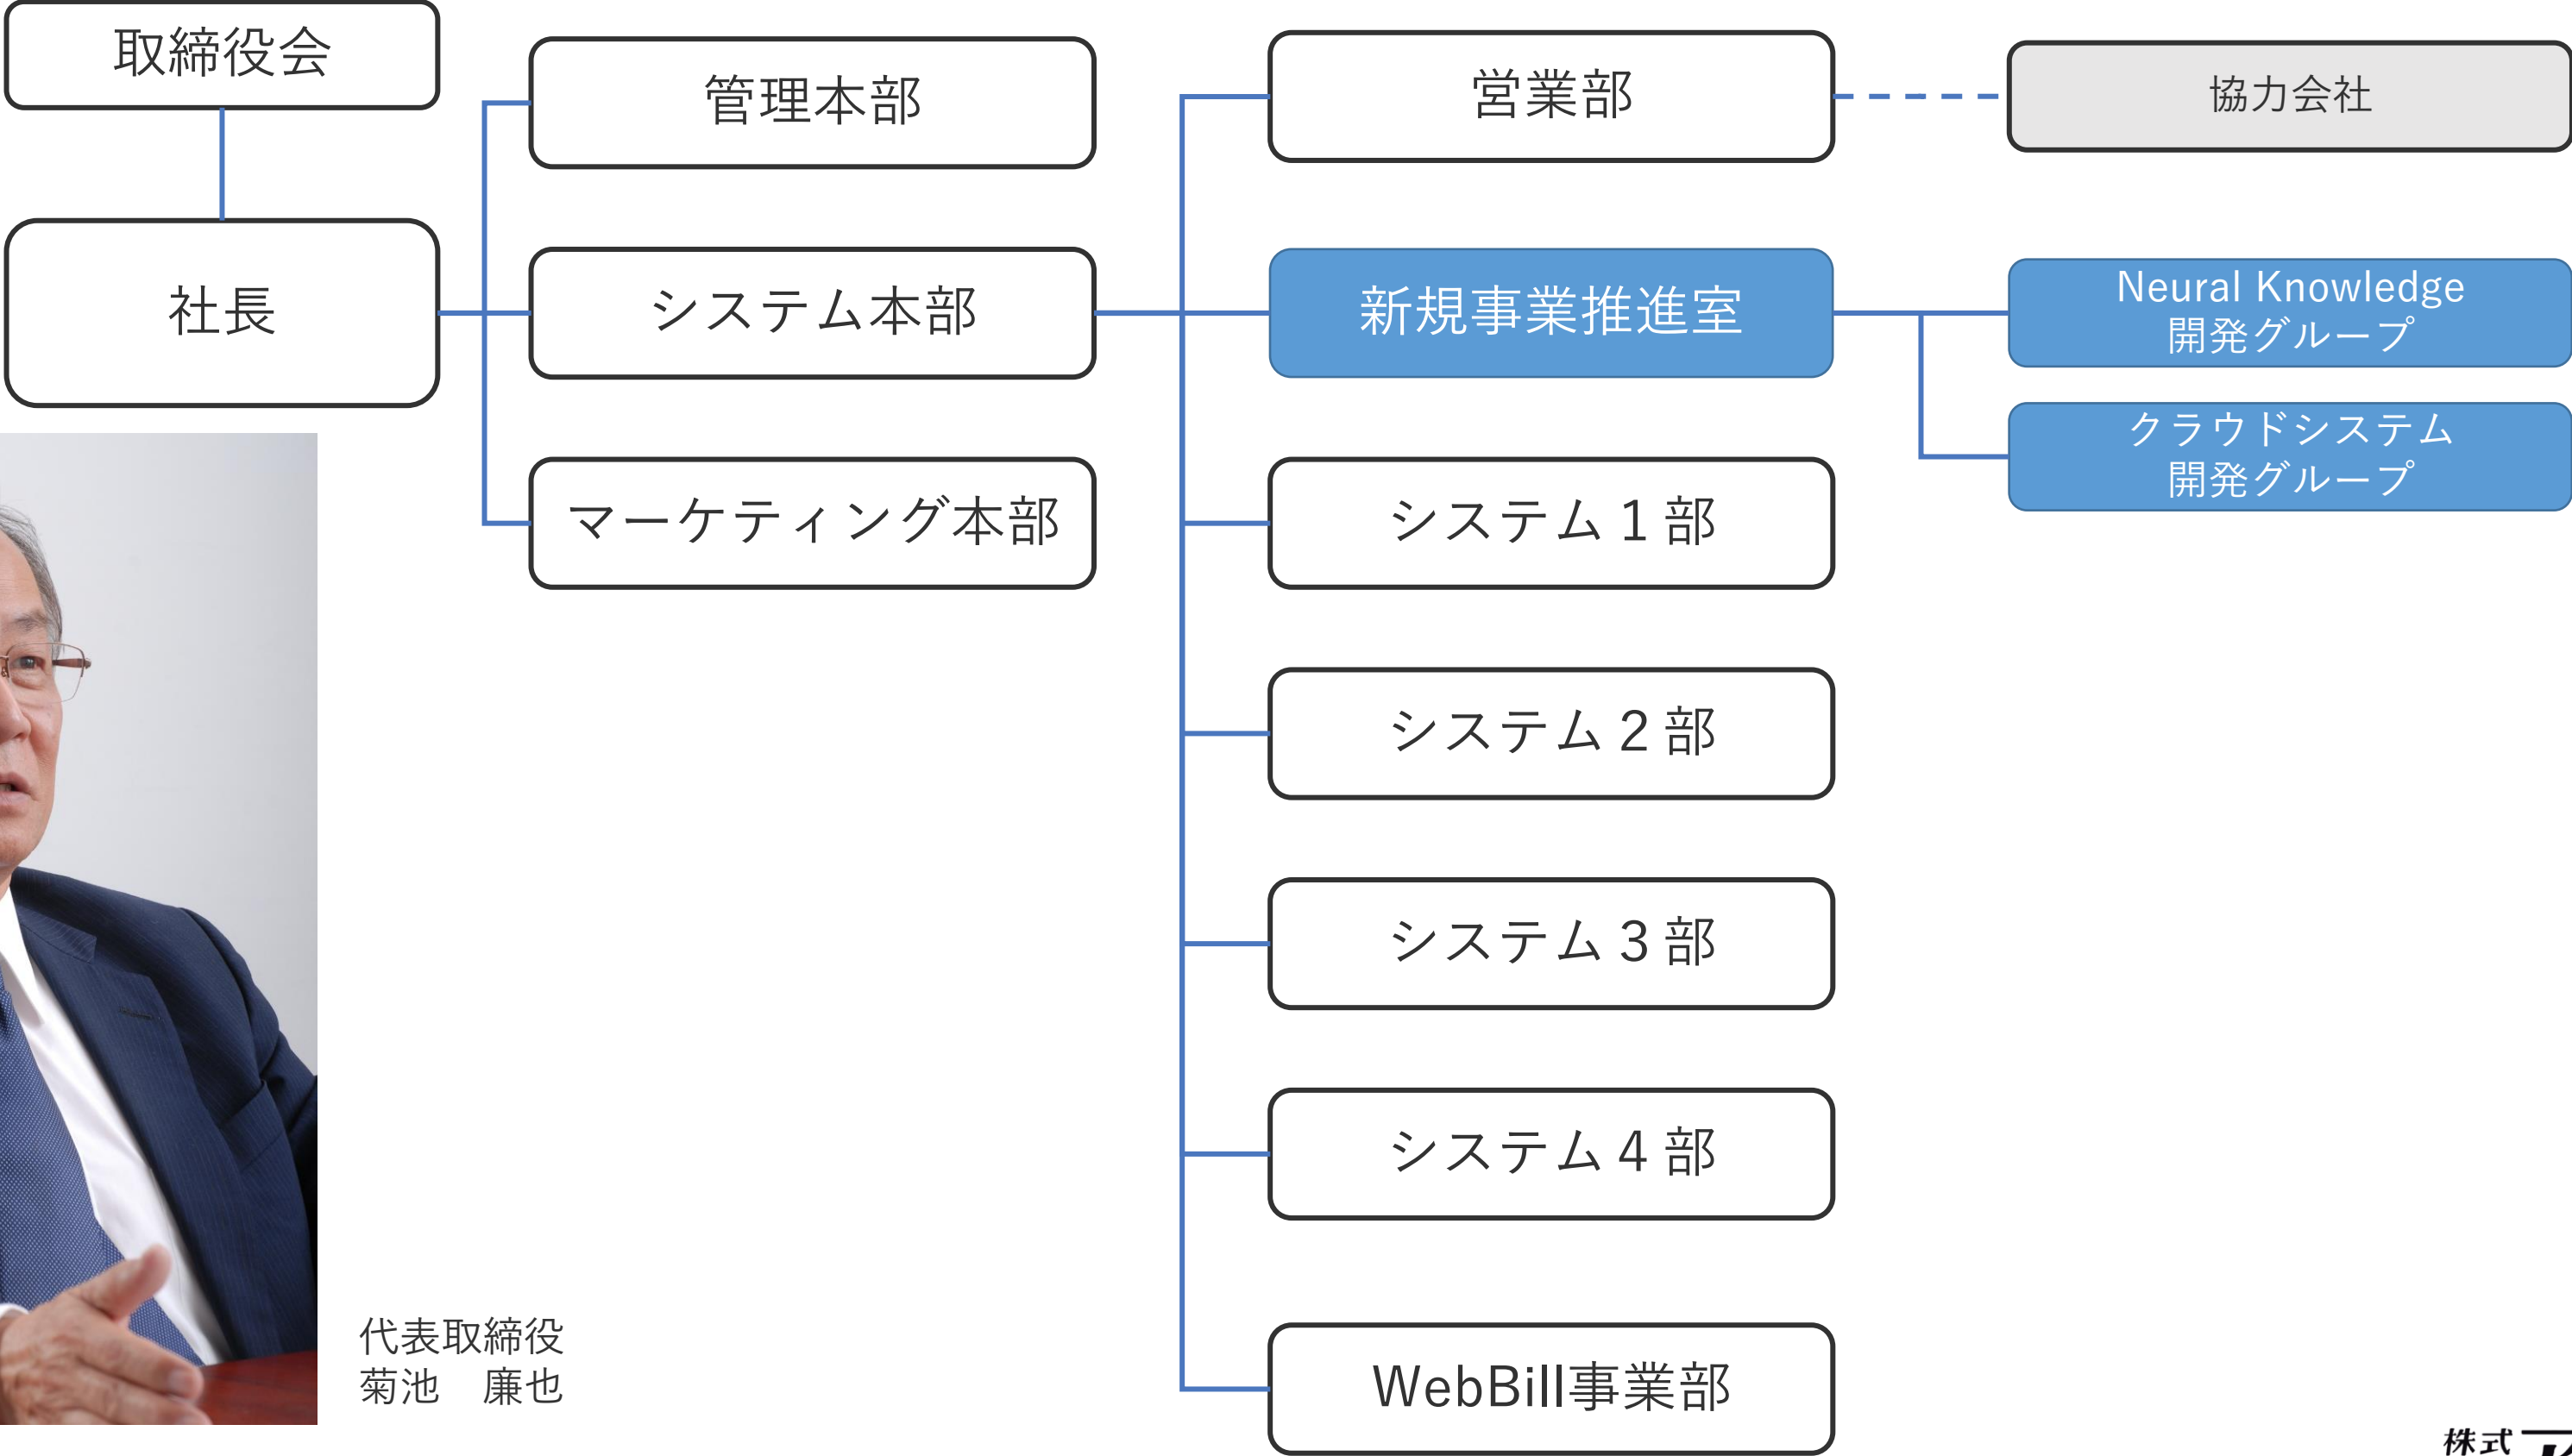 取締役会
社長
管理本部
システム本部
マーケティング本部
営業部
新規事業推進室
システム1部
システム2部
システム3部
システム4部
WebBill事業部
協力会社
Neural Knowledge
開発グループ
クラウドシステム
開発グループ
代表取締役
菊池　廉也
株式